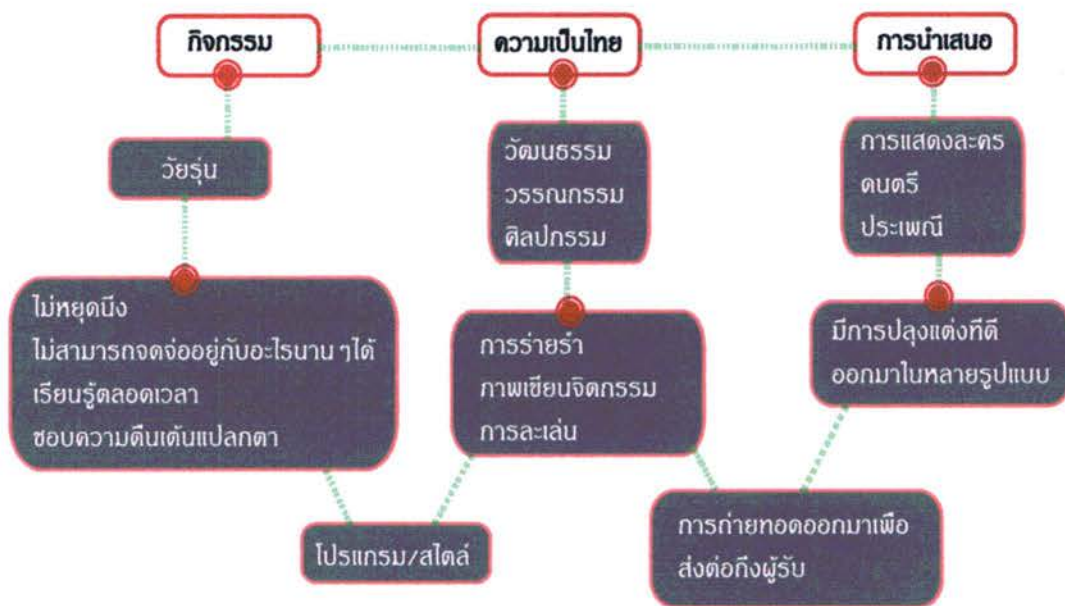 กิจกรรม
ความเป็นไทย
การนำเสนอ
วัยรุ่น
วัฒนธรรม
วรรณกรรม
ศิลปกรรม
การแสดงละคร
ดนตรี
ประเพณี
ไม่หยุดนิ่ง
ไม่สามารถจดจ่ออยู่กับอะไรนาน ๆได้
เรียนรู้ตลอดเวลา
ชอบความตื่นเต้นแปลกตา
การร่ายรำ
ภาพเขียนจิตกรรม
การละเล่น
มีการปลุงแต่งที่ดี
ออกมาในหลายรูปแบบ
โปรแกรม/สไตล์
การถ่ายทอดออกมาเพื่อ
ส่งต่อถึงผู้รับ